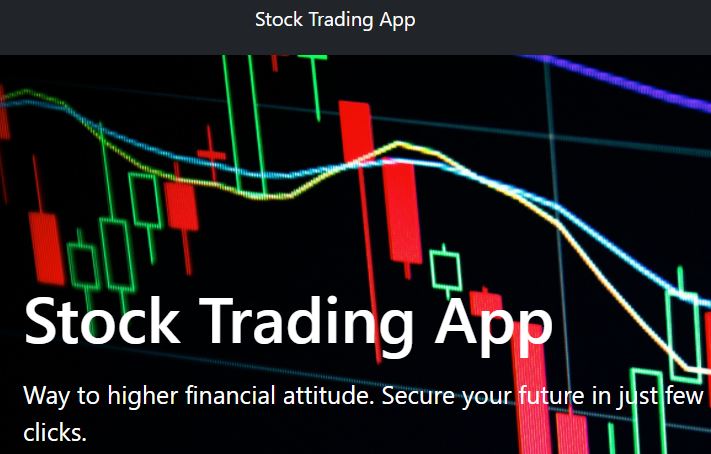 Stock Trading App
Stock Trading App
Way to higher financial attitude. Secure your future in just few
clicks.